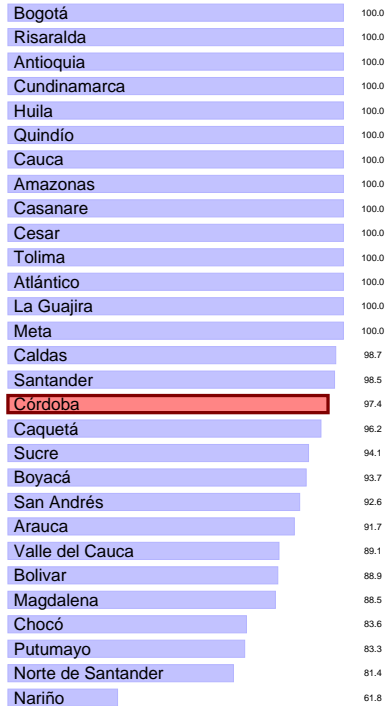 Bogotá 100.0
Risaralda 100.0
Antioquia 100.0
Cundinamarca 100.0
Huila 100.0
Quindío 100.0
Cauca 100.0
Amazonas 100.0
Casanare 100.0
Cesar 100.0
Tolima 100.0
Atlántico 100.0
La Guajira 100.0
Meta 100.0
Caldas 98.7
Santander 98.5
Córdoba 97.4
Caquetá 96.2
Sucre 94.1
Boyacá 93.7
San Andrés 92.6
Arauca 91.7
Valle del Cauca 89.1
Bolivar 88.9
Magdalena 88.5
Chocó 83.6
Putumayo 83.3
Norte de Santander 81.4
Nariño 61.8